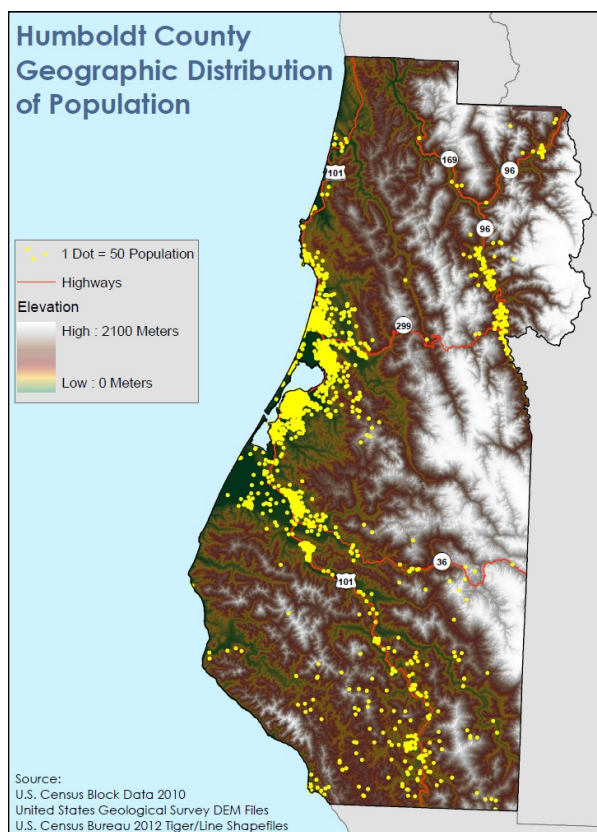 Humboldt County
Geographic Distribution
of Population
101
169
96
96
1 Dot = 50 Population
Highways
Elevation
High : 2100 Meters
Low : 0 Meters
299
36
101
Source:
U.S. Census Block Data 2010
United States Geological Survey DEM Files
U.S. Census Bureau 2012 Tiger/Line Shapefiles